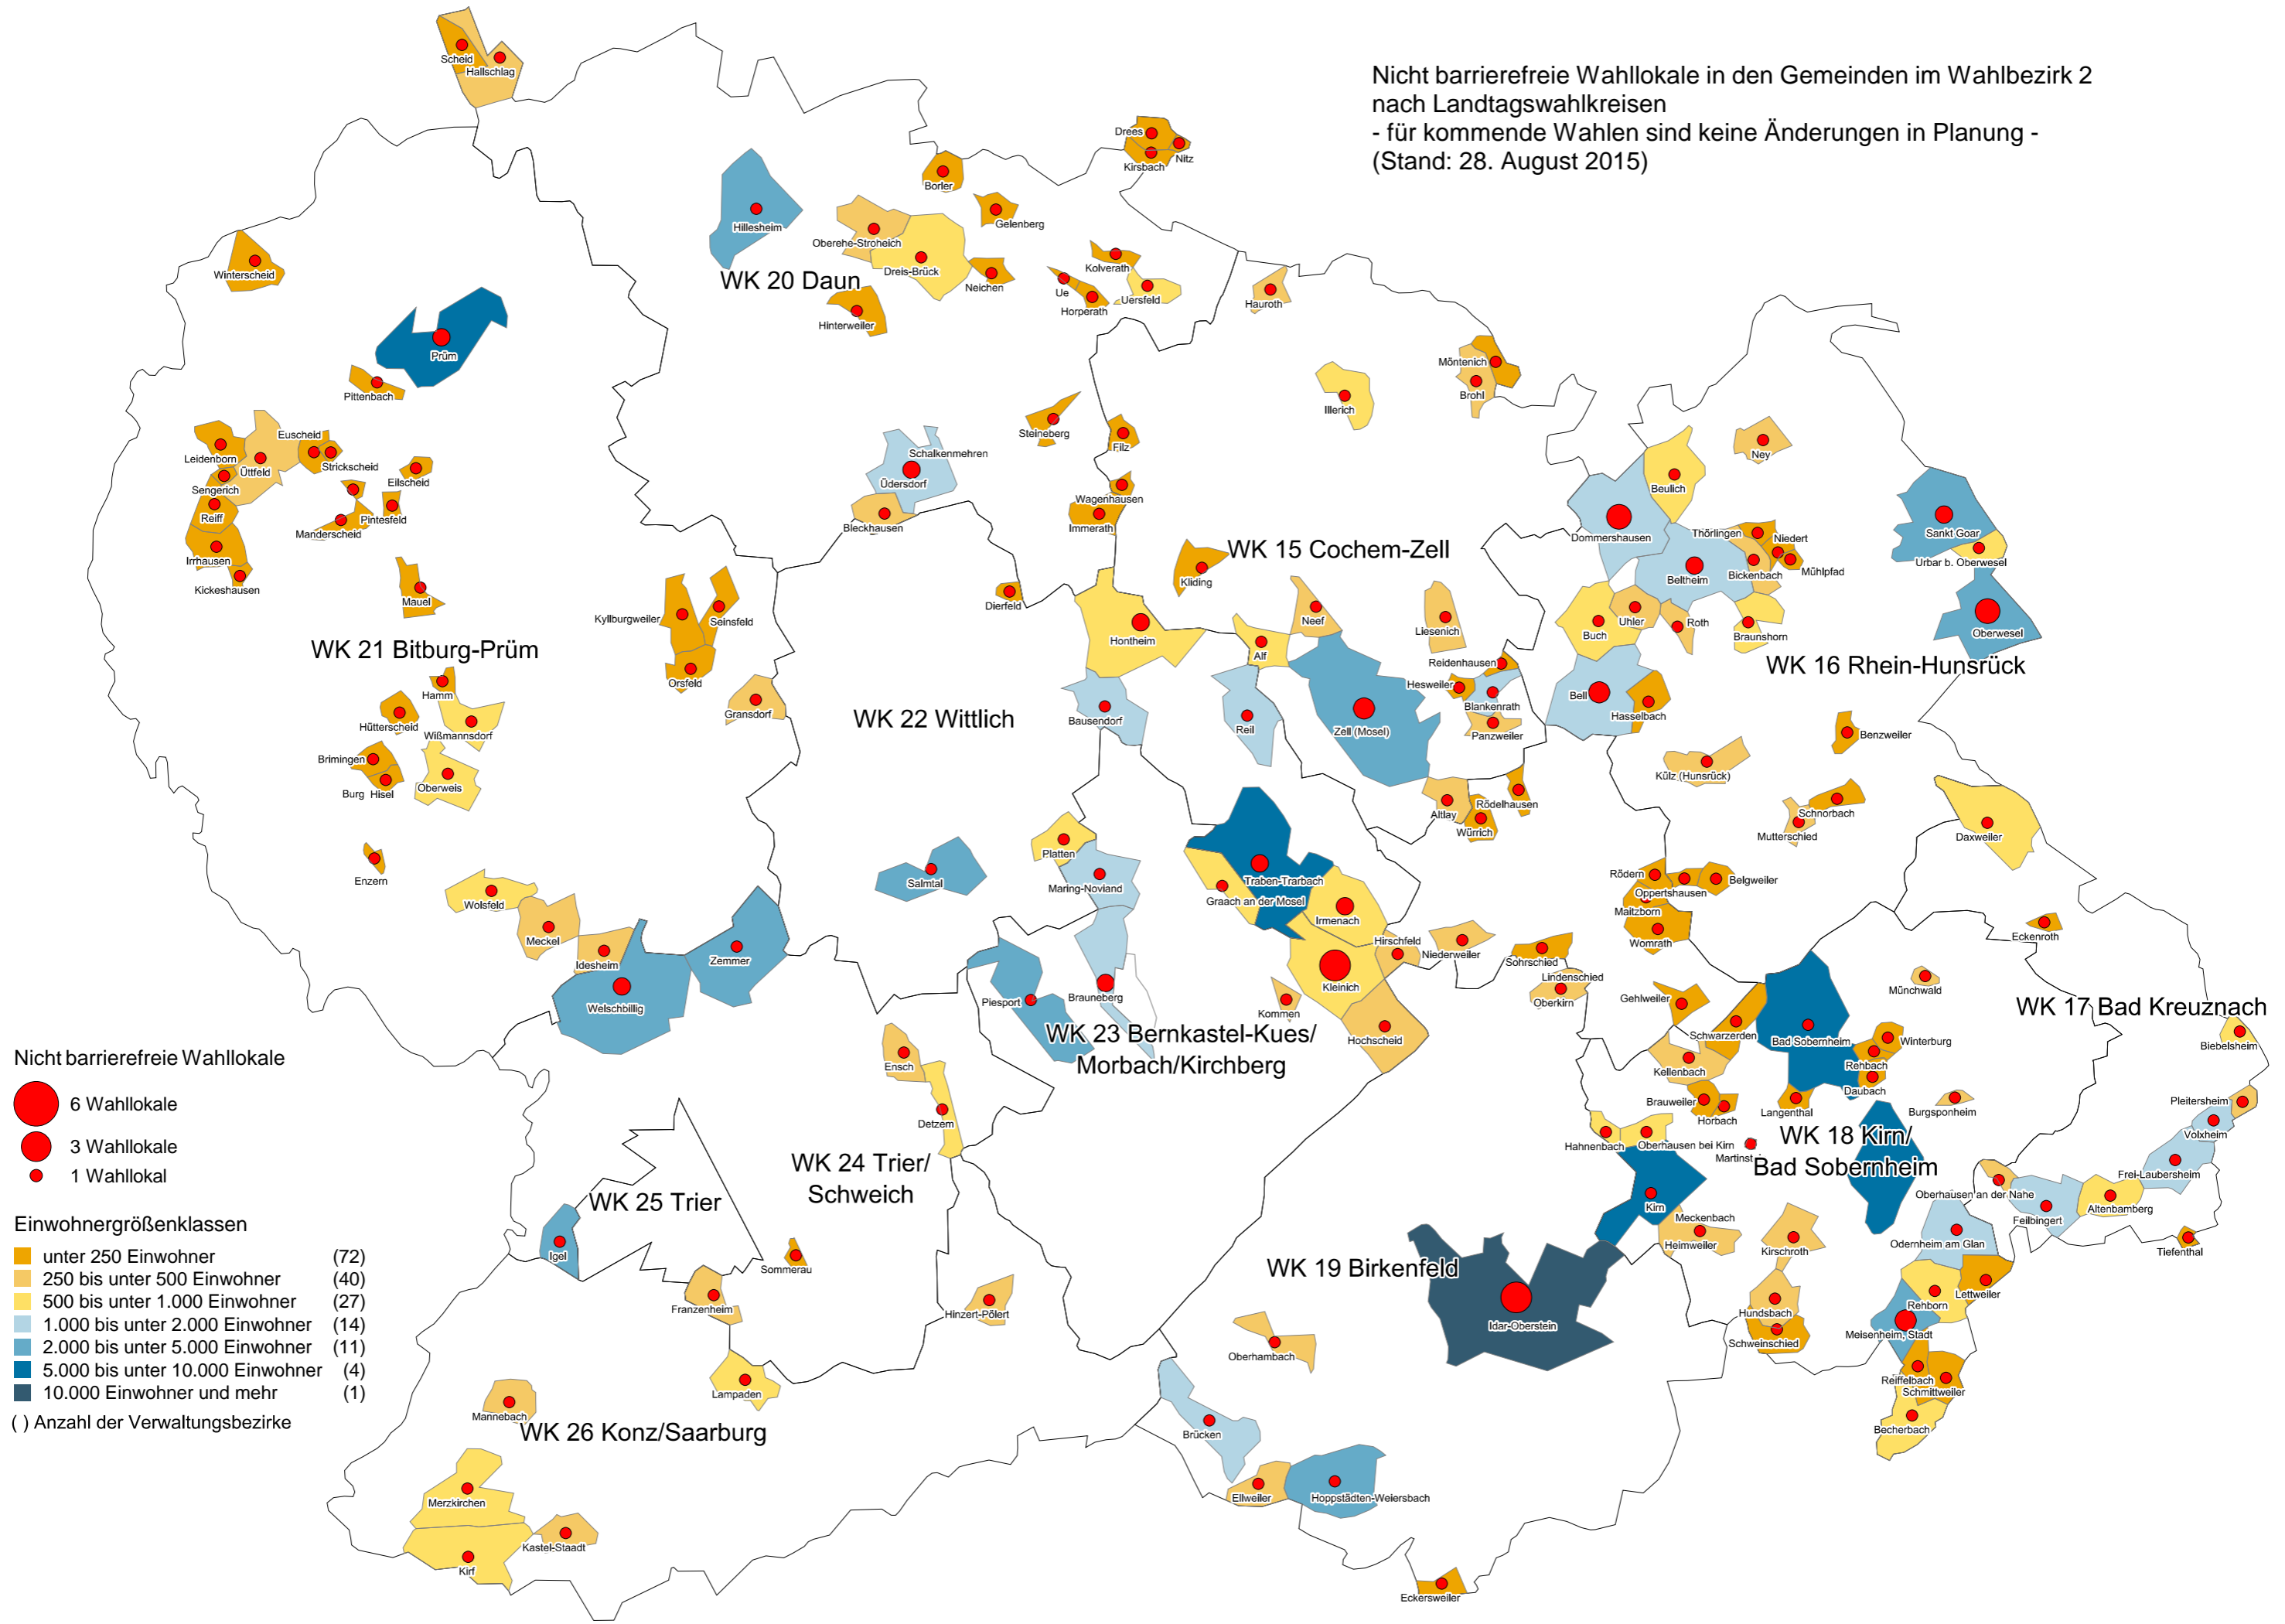 Nicht barrierefreie Wahllokale in den Gemeinden im Wahlbezirk 2
nach Landtagswahlkreisen
- für kommende Wahlen sind keine Änderungen in Planung -
(Stand: 28. August 2015)
Scheid
Hallschlag
Drees
Nitz
Kirsbach
Borler
Gelenberg
Hillesheim
Oberehe-Stroheich
Dreis-Brück
Neichen
WK 20 Daun
Hinterweiler
Kolverath
Ue
Horperath
Uersfeld
Hauroth
Winterscheid
Prüm
Pittenbach
Möntenich
Brohl
Illerich
Steineberg
Filz
Schalkenmehren
Üdersdorf
Bleckhausen
Wagenhausen
Immerath
Euscheid
Leidenborn
Üttfeld
Strickscheid
Sengerich
Eilscheid
Reiff
Pintesfeld
Manderscheid
Irrhausen
Kickeshausen
Mauel
Ney
Beulich
Dommershausen
Thörlingen
Niedert
Beltheim
Bickenbach
Mühlpfad
Sankt Goar
Urbar b. Oberwesel
Oberwesel
WK 15 Cochem-Zell
Kliding
Dierfeld
Kyllburgweiler
Seinsfeld
Orsfeld
Gransdorf
Hontheim
Alf
Neef
Liesenich
Buch
Uhler
Roth
Braunshorn
WK 16 Rhein-Hunsrück
WK 21 Bitburg-Prüm
Hamm
Hütterscheid
Wißmannsdorf
Brimingen
Burg
Hisel
Oberweis
Enzern
WK 22 Wittlich
Bausendorf
Reil
Zell (Mosel)
Reidenhausen
Hesweiler
Blankenrath
Panzweiler
Bell
Hasselbach
Benzweiler
Külz (Hunsrück)
Schnorbach
Mutterschied
Altlay
Rödelhausen
Würrich
Daxweiler
Platten
Salmtal
Maring-Noviand
Traben-Trarbach
Graach an der Mosel
Irmenach
Hirschfeld
Kleinich
Niederweiler
Sohrschied
Lindenschied
Oberkirn
Rödern
Oppertshausen
Belgweiler
Maitzborn
Womrath
Eckenroth
Wolsfeld
Meckel
Idesheim
Zemmer
Welschbillig
Piesport
Brauneberg
Kommen
Hochscheid
WK 23 Bernkastel-Kues/
Morbach/Kirchberg
Gehlweiler
Schwarzerden
Kellenbach
Bad Sobernheim
Winterburg
Rehbach
Daubach
Münchwald
WK 17 Bad Kreuznach
Biebelsheim
Nicht barrierefreie Wahllokale
6 Wahllokale
3 Wahllokale
1 Wahllokal
Ensch
Detzem
WK 24 Trier/
Schweich
WK 25 Trier
Igel
Sommerau
Franzenheim
Hinzert-Pölert
Brauweiler
Horbach
Langenthal
Burgsponheim
Pleitersheim
Volxheim
Hahnenbach
Oberhausen bei Kirn
Martinst
WK 18 Kirn/
Bad Sobernheim
Frei-Laubersheim
Oberhausen an der Nahe
Feilbingert
Altenbamberg
Tiefenthal
Kirn
Meckenbach
Heimweiler
Kirschroth
Odernheim am Glan
Lettweiler
Rehborn
Hundsbach
Schweinschied
Meisenheim, Stadt
Reiffelbach
Schmittweiler
Becherbach
WK 19 Birkenfeld
Idar-Oberstein
Oberhambach
Brücken
Ellweiler
Hoppstädten-Weiersbach
Eckersweiler
Einwohnergrößenklassen
unter 250 Einwohner (72)
250 bis unter 500 Einwohner (40)
500 bis unter 1.000 Einwohner (27)
1.000 bis unter 2.000 Einwohner (14)
2.000 bis unter 5.000 Einwohner (11)
5.000 bis unter 10.000 Einwohner (4)
10.000 Einwohner und mehr (1)
( ) Anzahl der Verwaltungsbezirke
Lampaden
Mannebach
WK 26 Konz/Saarburg
Merzkirchen
Kastel-Staadt
Kirf